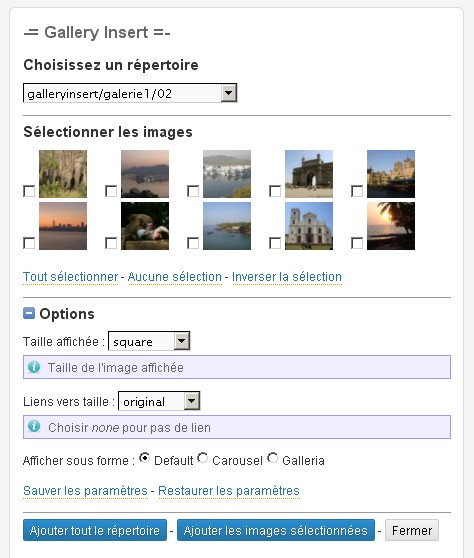 -= Gallery Insert =-
Choisissez un répertoire
galleryinsert/galerie1/02
Sélectionner les images
Tout sélectionner - Aucune sélection - Inverser la sélection
Options
Taille affichée : square
Taille de l'image affichée
Liens vers taille : original
Choisir none pour pas de lien
Afficher sous forme : Default Carousel Galleria
Sauver les paramètres - Restaurer les paramètres
Ajouter tout le répertoire - Ajouter les images sélectionnées - Fermer